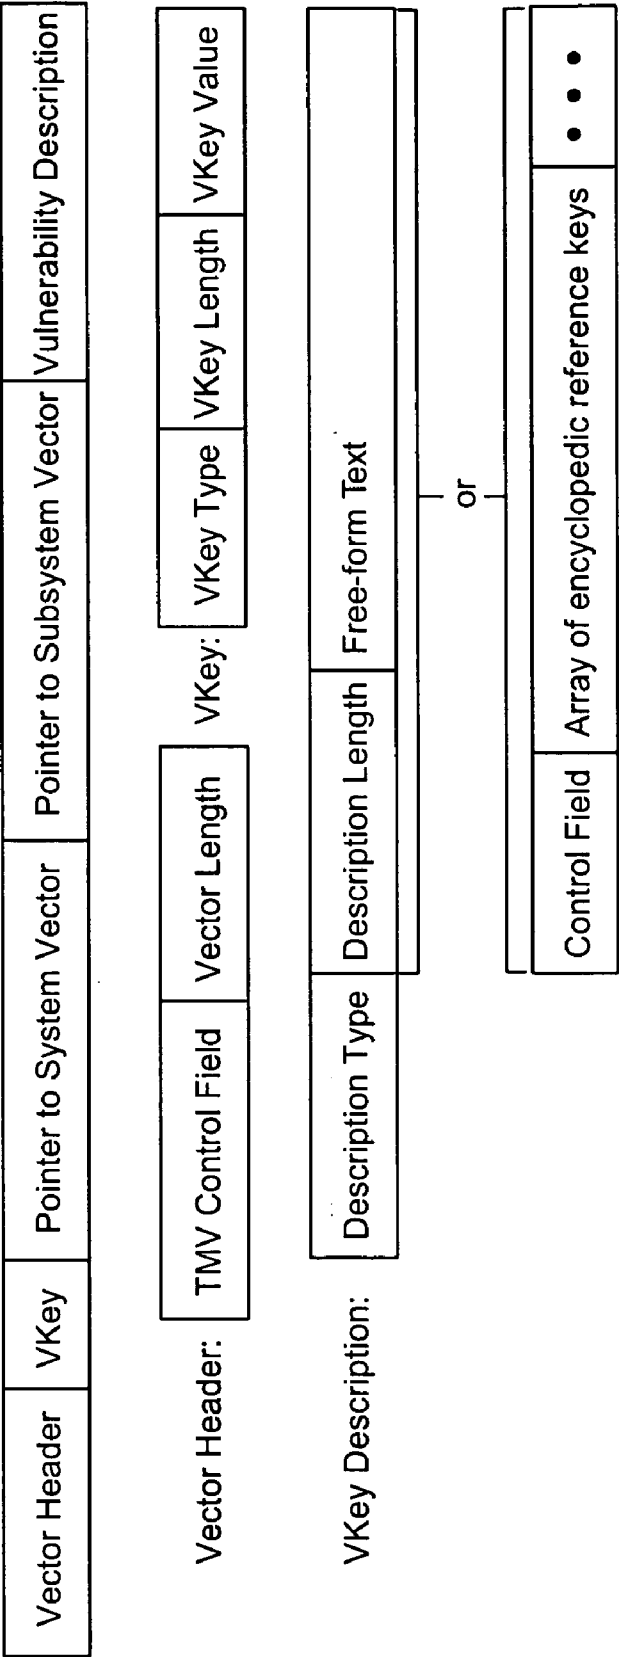 Vector Header VKey Pointer to System Vector Pointer to Subsystem Vector Vulnerability Description
Vector Header: TMV Control Field Vector Length VKey: VKey Type VKey Length VKey Value
VKey Description: Description Type Description Length Free-form Text
or
Control Field Array of encyclopedic reference keys • • •